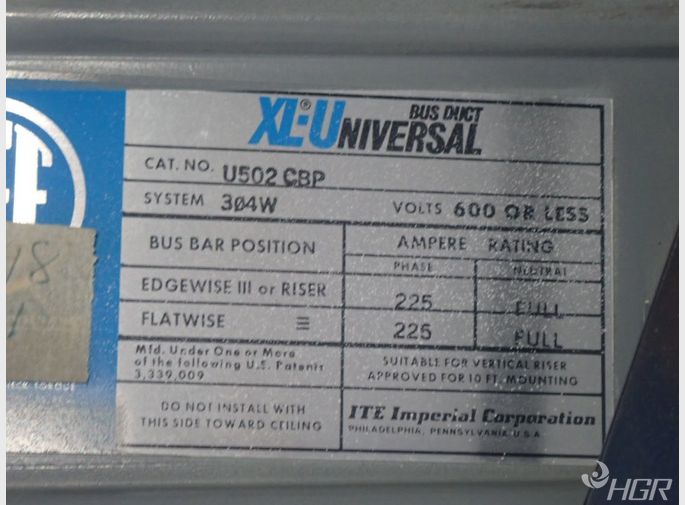 XL-UNIVERSAL®
BUS DUCT
CAT. NO. U502 CBP
SYSTEM 3Ø4W VOLTS 600 OR LESS
BUS BAR POSITION AMPERE RATING
PHASE NEUTRAL
EDGEWISE III or RISER 225 FULL
FLATWISE ☰ 225 FULL
Mfd. Under One or More
of the following U.S. Patents
3,339,009
SUITABLE FOR VERTICAL RISER
APPROVED FOR 10 FT. MOUNTING
DO NOT INSTALL WITH
THIS SIDE TOWARD CEILING
ITE Imperial Corporation
PHILADELPHIA, PENNSYLVANIA U.S.A.
HGR